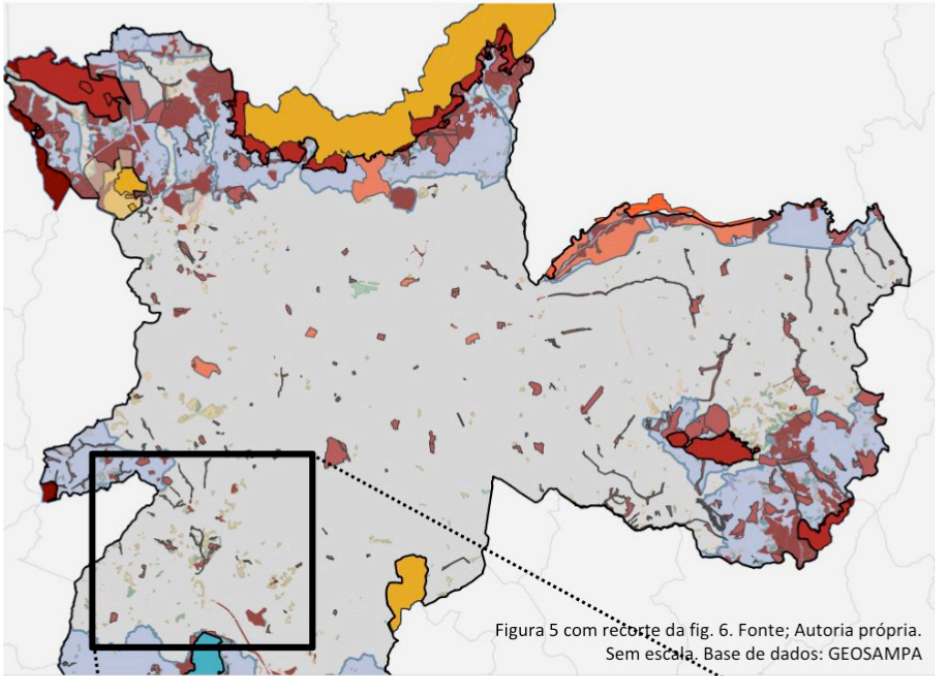 Figura 5 com recorte da fig. 6. Fonte; Autoria própria.
Sem escala. Base de dados: GEOSAMPA